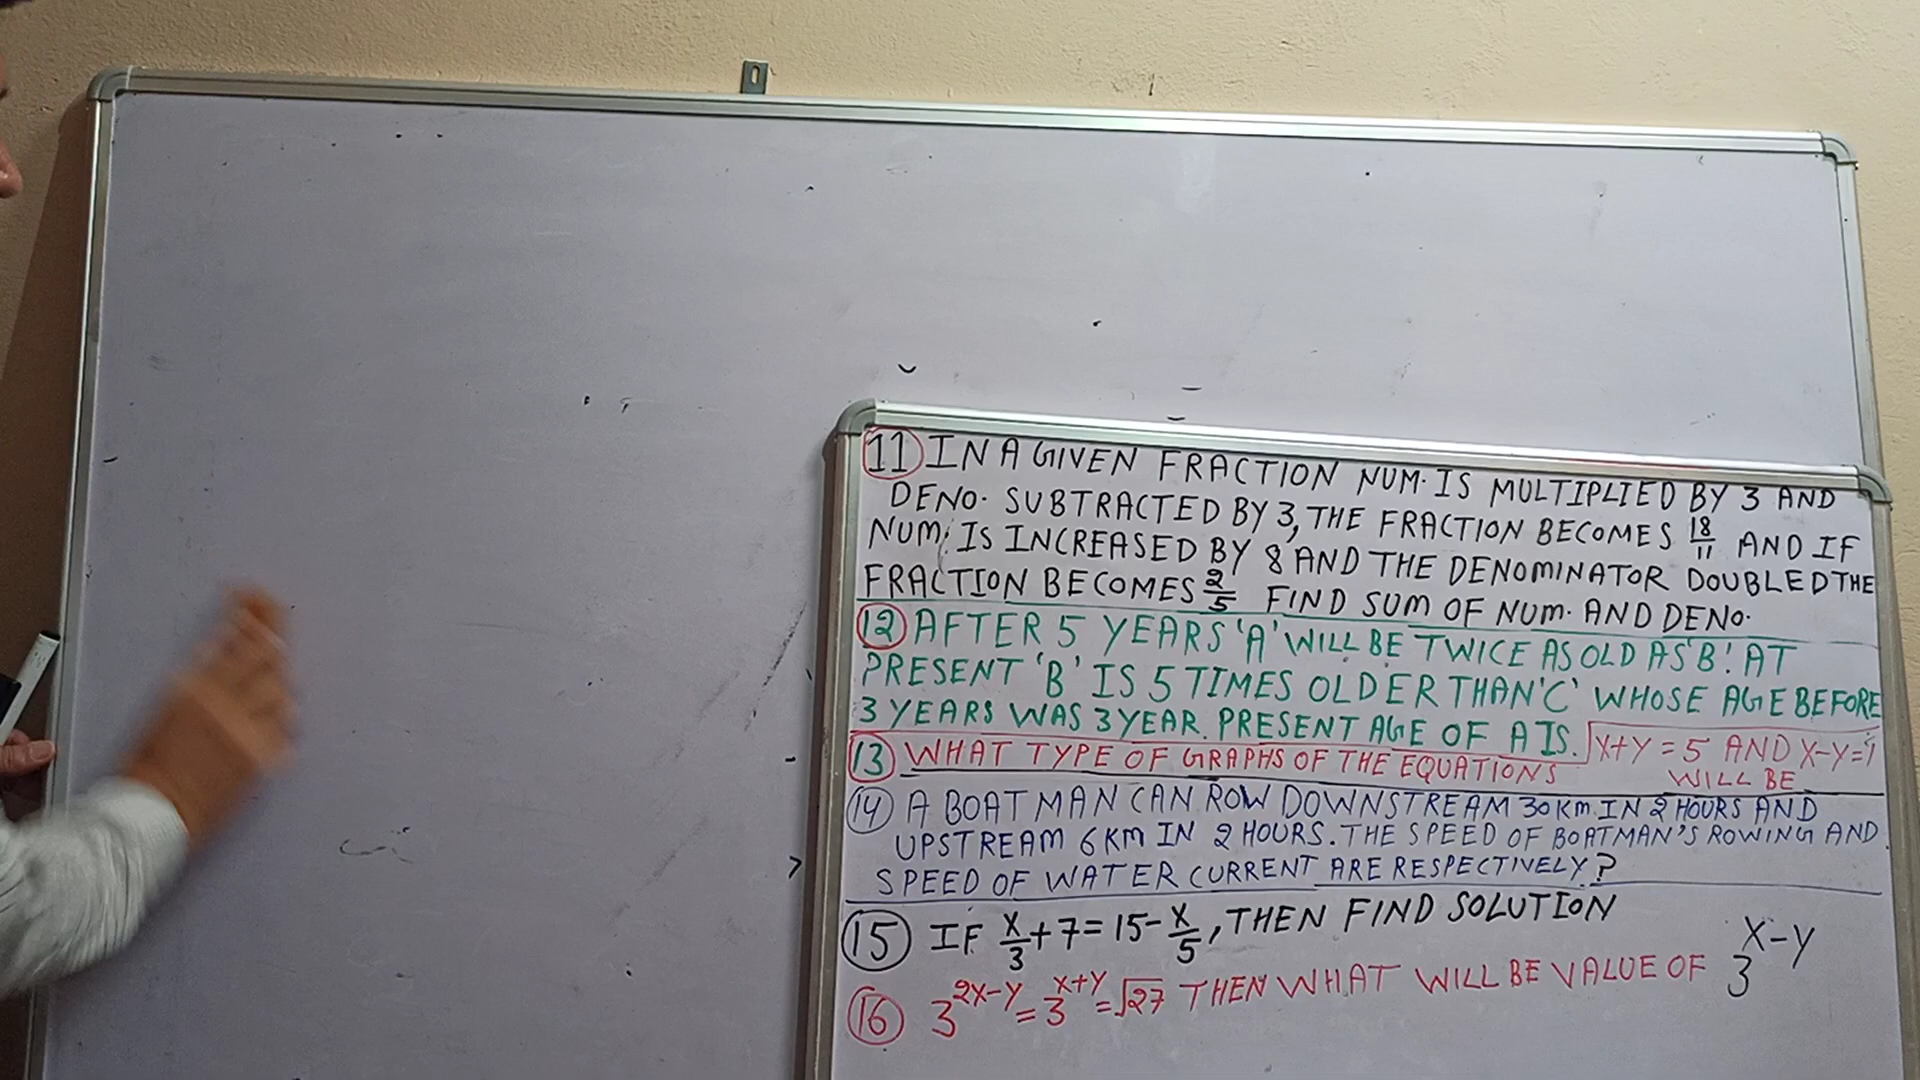 11 IN A GIVEN FRACTION NUM. IS MULTIPLIED BY 3 AND
DENO. SUBTRACTED BY 3, THE FRACTION BECOMES 18/11 AND IF
NUM. IS INCREASED BY 8 AND THE DENOMINATOR DOUBLED THE
FRACTION BECOMES 2/5 FIND SUM OF NUM. AND DENO.
12 AFTER 5 YEARS 'A' WILL BE TWICE AS OLD AS 'B'. AT
PRESENT 'B' IS 5 TIMES OLDER THAN 'C' WHOSE AGE BEFORE
3 YEARS WAS 3 YEAR. PRESENT AGE OF A IS.
13 WHAT TYPE OF GRAPHS OF THE EQUATIONS X+Y=5 AND X-Y=1
WILL BE
14 A BOATMAN CAN ROW DOWNSTREAM 30KM. IN 2 HOURS AND
UPSTREAM 6KM IN 2 HOURS. THE SPEED OF BOATMAN'S ROWING AND
SPEED OF WATER CURRENT ARE RESPECTIVELY?
15 IF X/3+7=15-X/5, THEN FIND SOLUTION
16 3^(2X-Y)=3^(X+Y)=√27 THEN WHAT WILL BE VALUE OF 3^(X-Y)